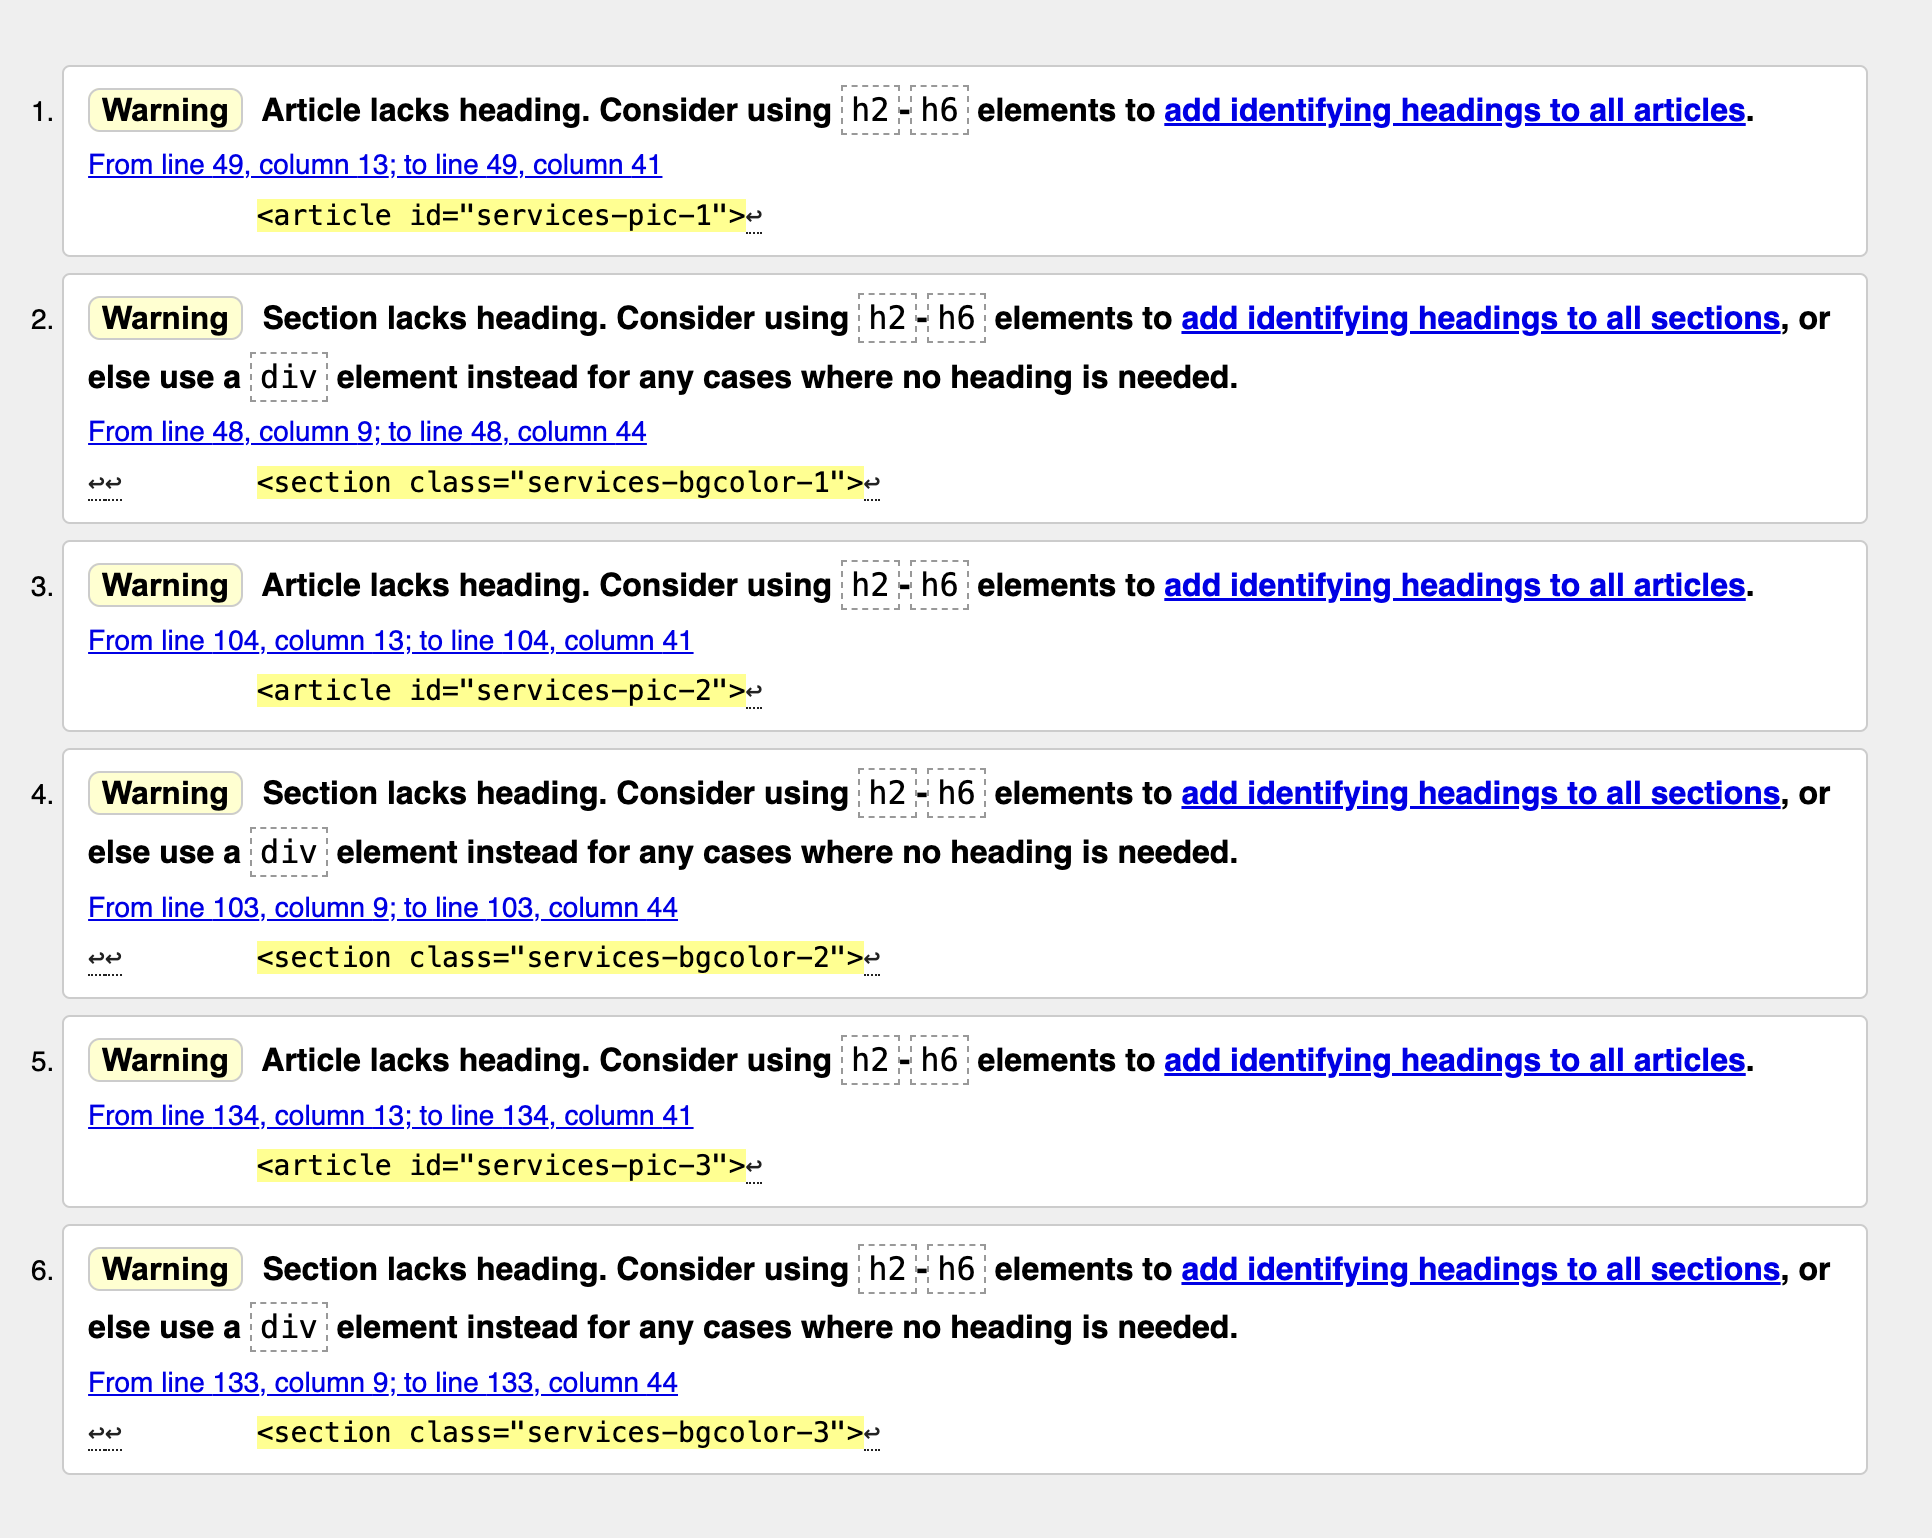 1. Warning Article lacks heading. Consider using h2-h6 elements to add identifying headings to all articles.
From line 49, column 13; to line 49, column 41
<article id="services-pic-1">↩
2. Warning Section lacks heading. Consider using h2-h6 elements to add identifying headings to all sections, or
else use a div element instead for any cases where no heading is needed.
From line 48, column 9; to line 48, column 44
↩↩ <section class="services-bgcolor-1">↩
3. Warning Article lacks heading. Consider using h2-h6 elements to add identifying headings to all articles.
From line 104, column 13; to line 104, column 41
<article id="services-pic-2">↩
4. Warning Section lacks heading. Consider using h2-h6 elements to add identifying headings to all sections, or
else use a div element instead for any cases where no heading is needed.
From line 103, column 9; to line 103, column 44
↩↩ <section class="services-bgcolor-2">↩
5. Warning Article lacks heading. Consider using h2-h6 elements to add identifying headings to all articles.
From line 134, column 13; to line 134, column 41
<article id="services-pic-3">↩
6. Warning Section lacks heading. Consider using h2-h6 elements to add identifying headings to all sections, or
else use a div element instead for any cases where no heading is needed.
From line 133, column 9; to line 133, column 44
↩↩ <section class="services-bgcolor-3">↩